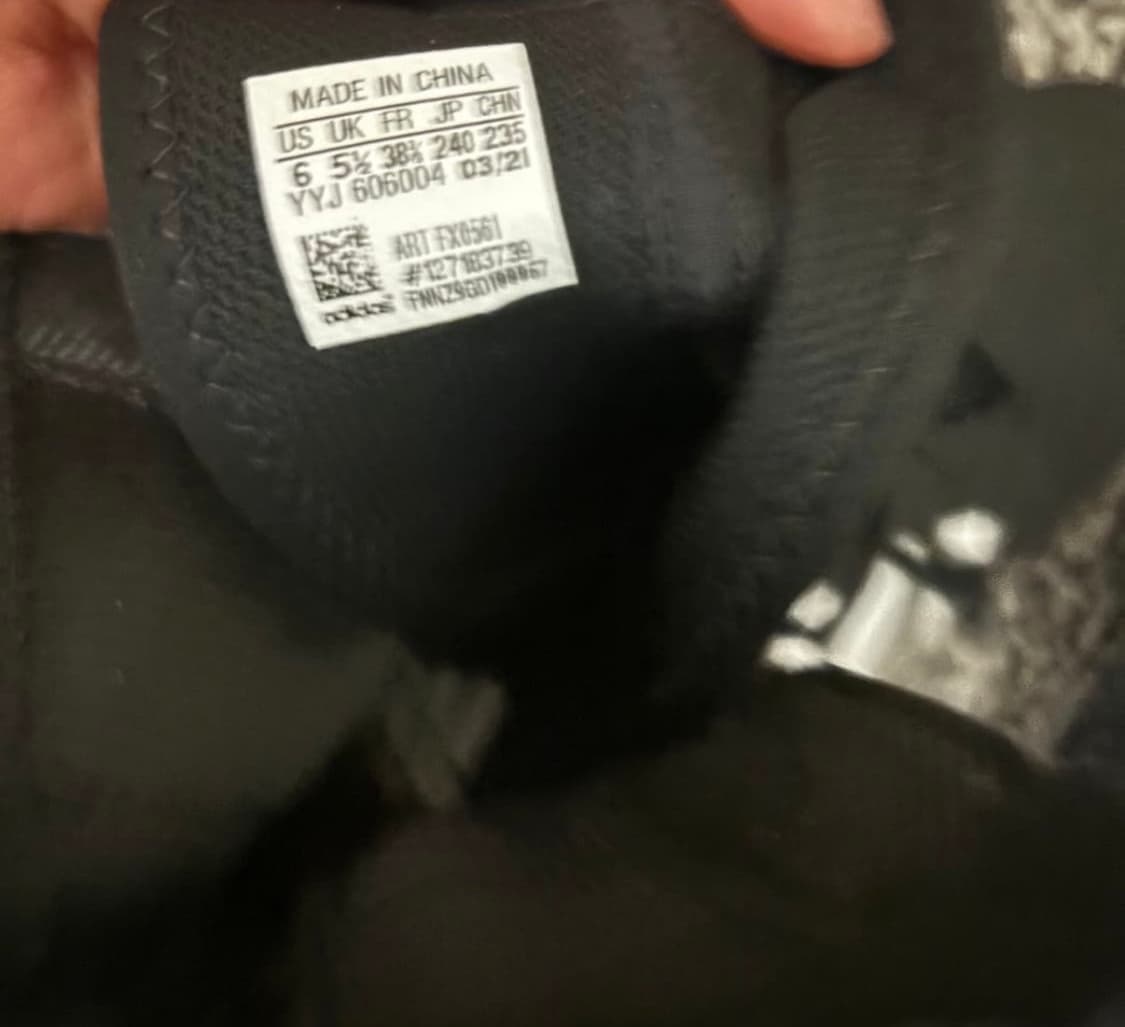 MADE IN CHINA
US UK FR JP CHN
6 5½ 38⅔ 240 235
YYJ 606004 03/21
ART FX0561
#127183739
adidas